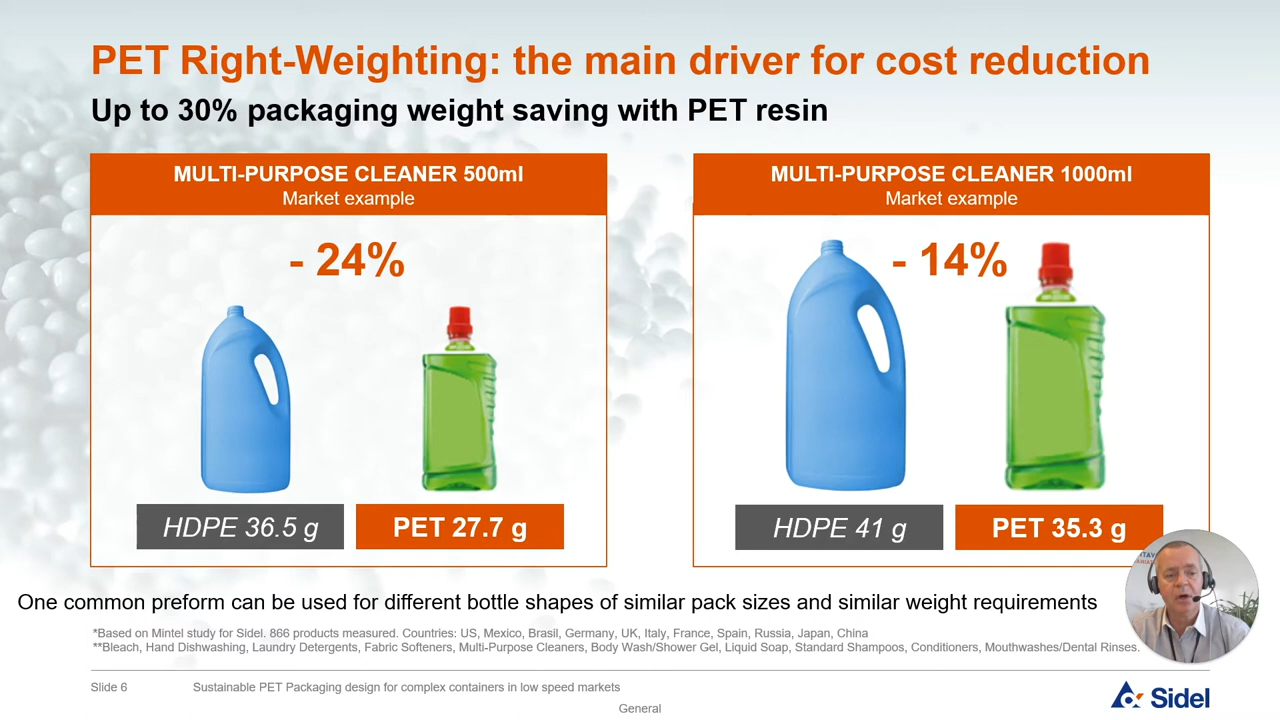 PET Right-Weighting: the main driver for cost reduction
Up to 30% packaging weight saving with PET resin
MULTI-PURPOSE CLEANER 500ml
Market example
- 24%
HDPE 36.5 g
PET 27.7 g
MULTI-PURPOSE CLEANER 1000ml
Market example
- 14%
HDPE 41 g
PET 35.3 g
One common preform can be used for different bottle shapes of similar pack sizes and similar weight requirements
*Based on Mintel study for Sidel. 866 products measured. Countries: US, Mexico, Brasil, Germany, UK, Italy, France, Spain, Russia, Japan, China
**Bleach, Hand Dishwashing, Laundry Detergents, Fabric Softeners, Multi-Purpose Cleaners, Body Wash/Shower Gel, Liquid Soap, Standard Shampoos, Conditioners, Mouthwashes/Dental Rinses.
Slide 6
Sustainable PET Packaging design for complex containers in low speed markets
General
Sidel